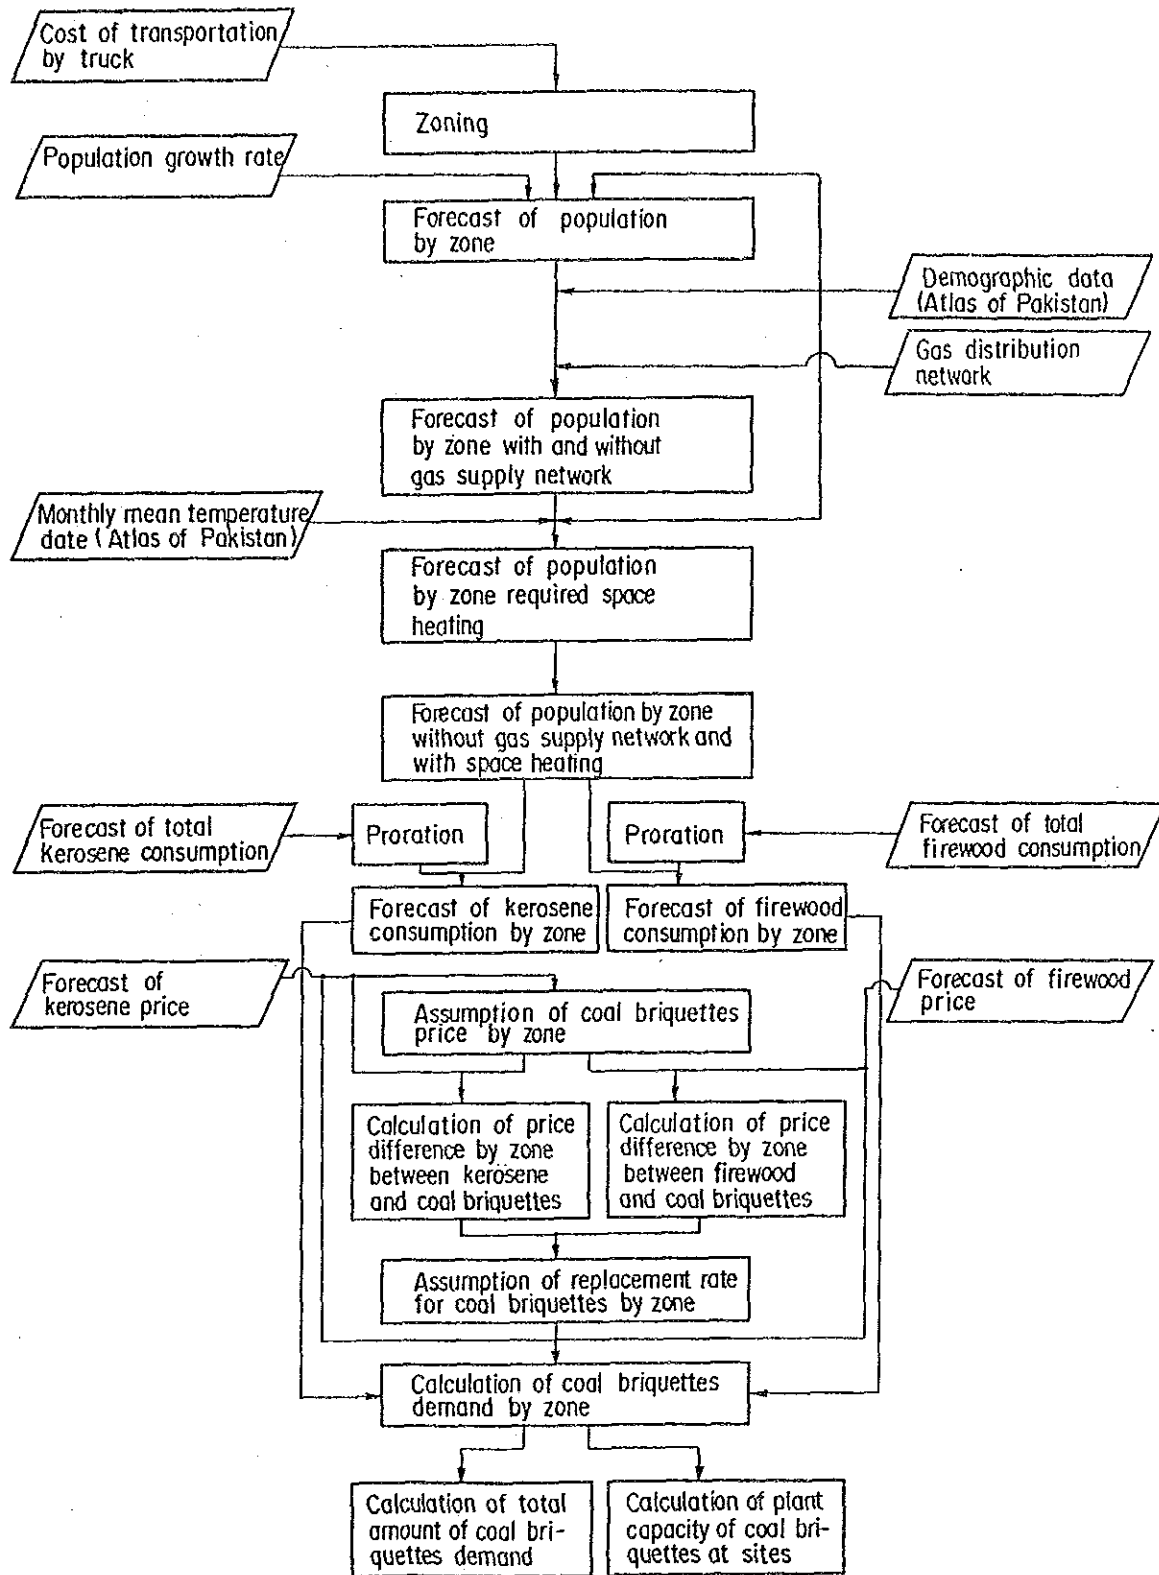 Cost of transportation
by truck
Zoning
Population growth rate
Forecast of population
by zone
Demographic data
(Atlas of Pakistan)
Gas distribution
network
Forecast of population
by zone with and without
gas supply network
Monthly mean temperature
date (Atlas of Pakistan)
Forecast of population
by zone required space
heating
Forecast of population by zone
without gas supply network and
with space heating
Forecast of total
kerosene consumption
Proration
Proration
Forecast of total
firewood consumption
Forecast of kerosene
consumption by zone
Forecast of firewood
consumption by zone
Forecast of
kerosene price
Assumption of coal briquettes
price by zone
Forecast of firewood
price
Calculation of price
difference by zone
between kerosene
and coal briquettes
Calculation of price
difference by zone
between firewood
and coal briquettes
Assumption of replacement rate
for coal briquettes by zone
Calculation of coal briquettes
demand by zone
Calculation of total
amount of coal bri-
quettes demand
Calculation of plant
capacity of coal bri-
quettes at sites